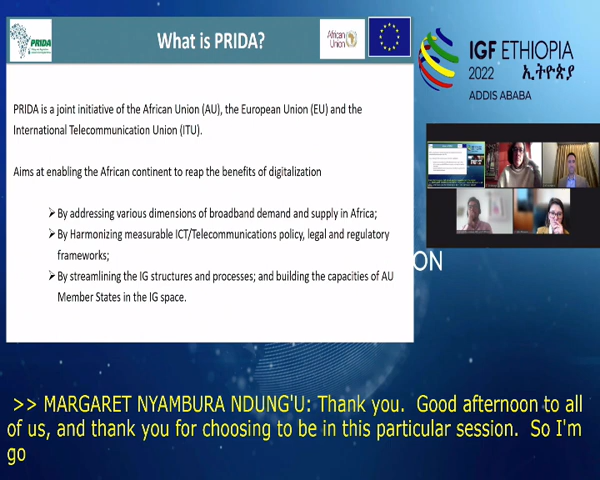 PRIDA
What is PRIDA?
African
Union
PRIDA is a joint initiative of the African Union (AU), the European Union (EU) and the
International Telecommunication Union (ITU).
Aims at enabling the African continent to reap the benefits of digitalization
By addressing various dimensions of broadband demand and supply in Africa;
By Harmonizing measurable ICT/Telecommunications policy, legal and regulatory
frameworks;
By streamlining the IG structures and processes; and building the capacities of AU
Member States in the IG space.
IGF ETHIOPIA
2022 ኢትዮጵያ
ADDIS ABABA
ON
>> MARGARET NYAMBURA NDUNG'U: Thank you. Good afternoon to all
of us, and thank you for choosing to be in this particular session. So I'm
go